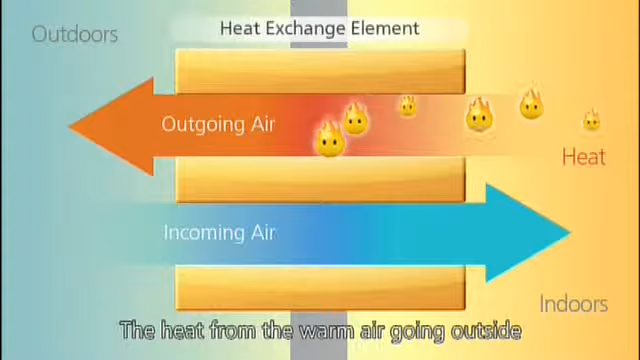 Outdoors
Heat Exchange Element
Outgoing Air
Heat
Incoming Air
Indoors
The heat from the warm air going outside